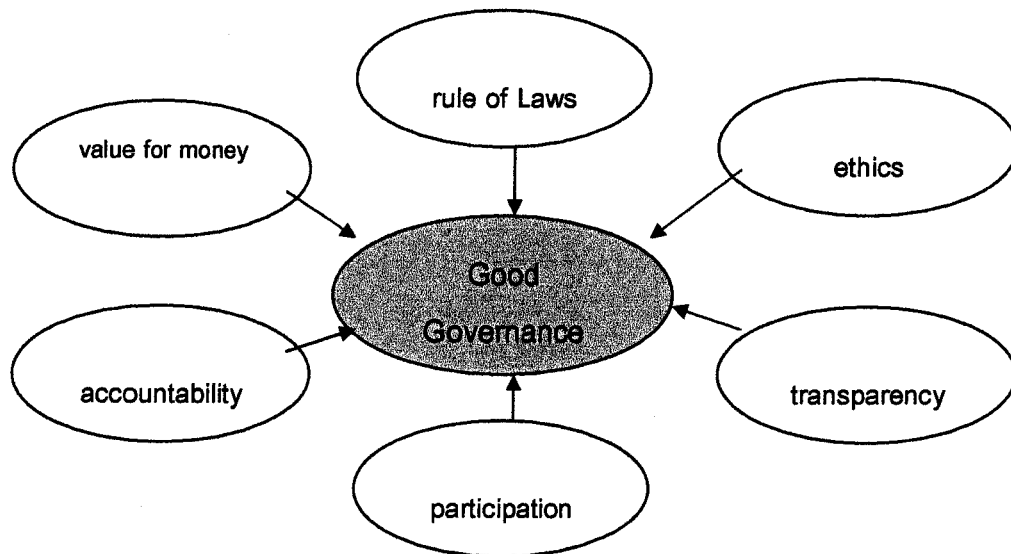 rule of Laws
value for money
ethics
Good
Governance
accountability
transparency
participation